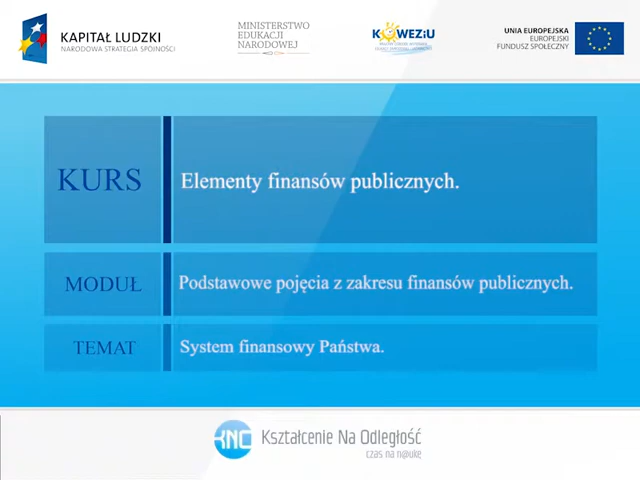 KAPITAŁ LUDZKI
NARODOWA STRATEGIA SPÓJNOŚCI
MINISTERSTWO
EDUKACJI
NARODOWEJ
KOWEZiU
UNIA EUROPEJSKA
EUROPEJSKI
FUNDUSZ SPOŁECZNY
KURS
Elementy finansów publicznych.
MODUŁ
Podstawowe pojęcia z zakresu finansów publicznych.
TEMAT
System finansowy Państwa.
KNO
Kształcenie Na Odległość
czas na n@ukę